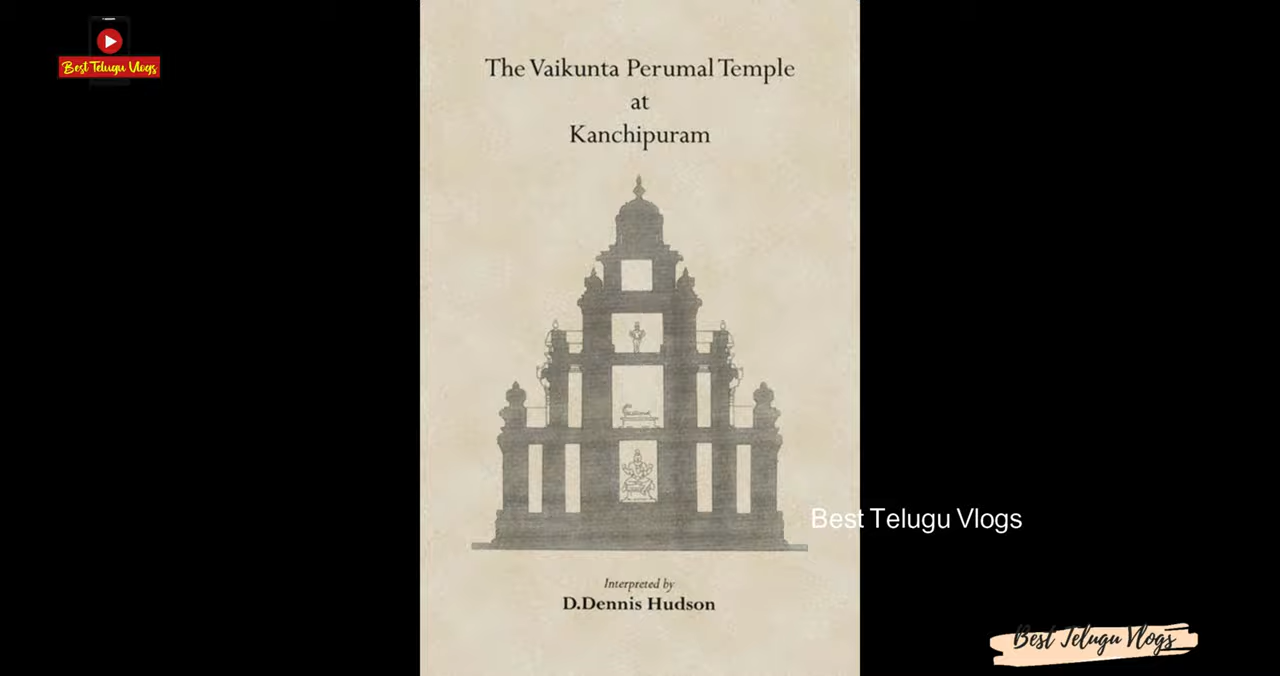 Best Telugu Vlogs
The Vaikunta Perumal Temple
at
Kanchipuram
Best Telugu Vlogs
Interpreted by
D.Dennis Hudson
Best Telugu Vlogs